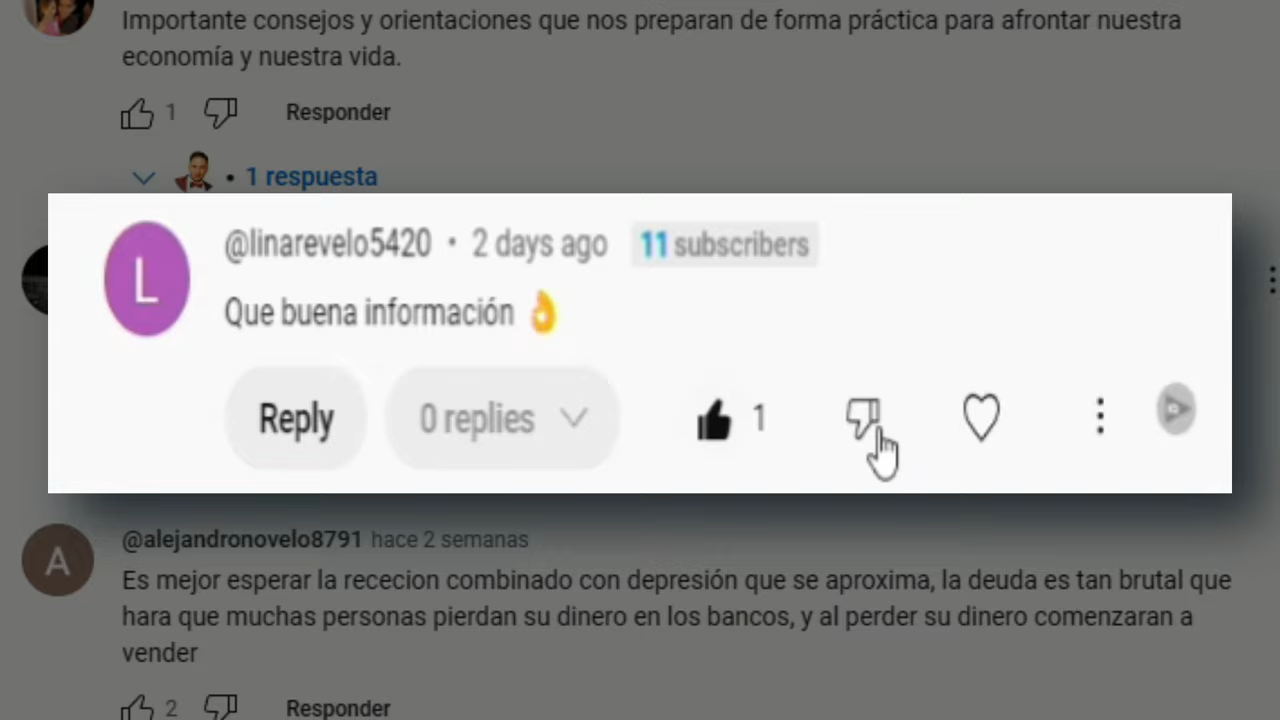 Importante consejos y orientaciones que nos preparan de forma práctica para afrontar nuestra
economía y nuestra vida.
1 Responder
• 1 respuesta
@linarevelo5420 • 2 days ago 11 subscribers
L
Que buena información 👌
Reply 0 replies 1
@alejandronovelo8791 hace 2 semanas
A
Es mejor esperar la rececion combinado con depresión que se aproxima, la deuda es tan brutal que
hara que muchas personas pierdan su dinero en los bancos, y al perder su dinero comenzaran a
vender
2 Responder